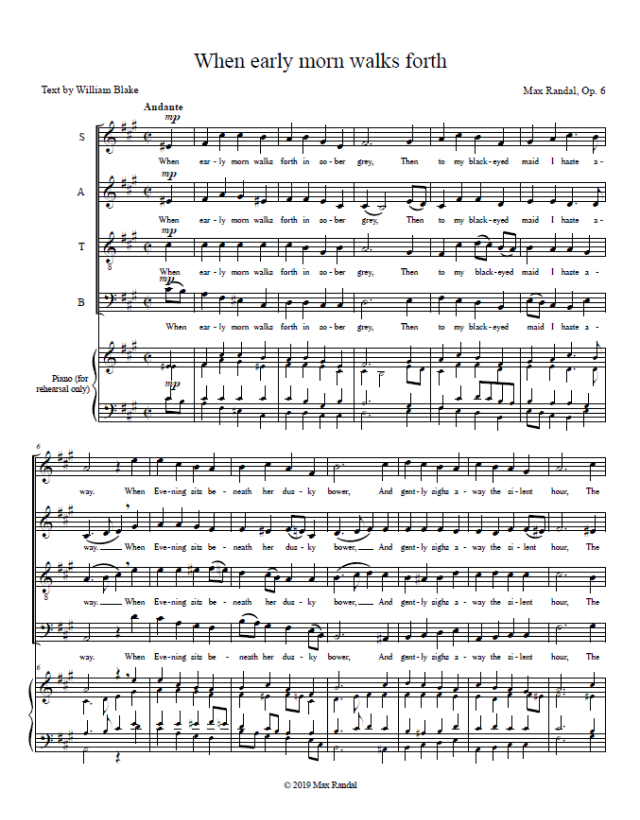 When early morn walks forth
Text by William Blake
Max Randal, Op. 6
Andante
mp
S
When ear - ly morn walks forth in so - ber grey, Then to my black - eyed maid I haste a -
mp
A
When ear - ly morn walks forth in so - ber grey, Then to my black - eyed maid I haste a -
mp
T
8
When ear - ly morn walks forth in so - ber grey, Then to my black - eyed maid I haste a -
mp
B
When ear - ly morn walks forth in so - ber grey, Then to my black - eyed maid I haste a -
Piano (for
rehearsal only)
mp
6
way. When Eve - ning sits be - neath her dus - ky bower, And gent - ly sighs a - way the si - lent hour, The
way. When Eve - ning sits be - neath her dus - ky bower, And gent - ly sighs a - way the si - lent hour, The
8
way. When Eve - ning sits be - neath her dus - ky bower, And gent - ly sighs a - way the si - lent hour, The
way. When Eve - ning sits be - neath her dus - ky bower, And gent - ly sighs a - way the si - lent hour, The
6
© 2019 Max Randal